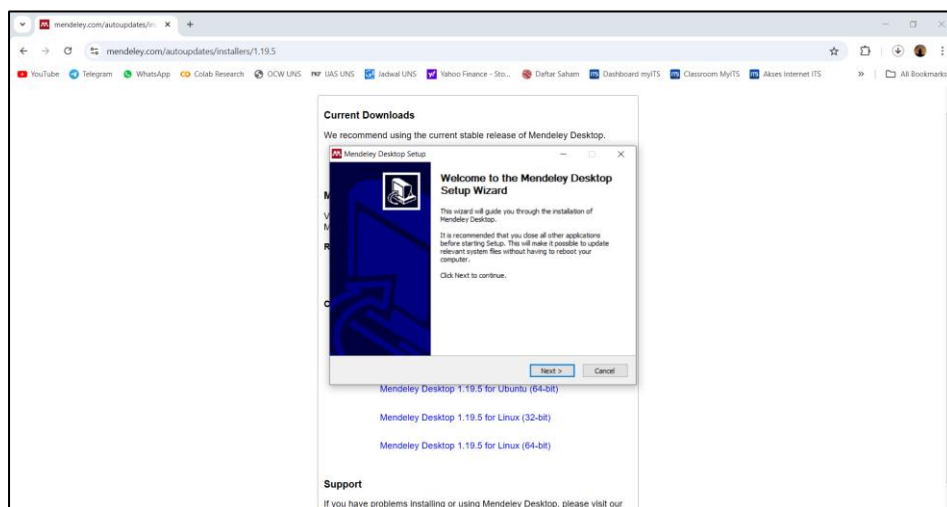 mendeley.com/autoupdates/ins
mendeley.com/autoupdates/installers/1.19.5
YouTube Telegram WhatsApp Colab Research OCW UNS UAS UNS Jadwal UNS Yahoo Finance - Sto... Daftar Saham Dashboard myITS Classroom MyITS Akses Internet ITS » All Bookmarks
Current Downloads
We recommend using the current stable release of Mendeley Desktop.
Mendeley Desktop Setup
Welcome to the Mendeley Desktop
Setup Wizard
This wizard will guide you through the installation of
Mendeley Desktop.
It is recommended that you close all other applications
before starting Setup. This will make it possible to update
relevant system files without having to reboot your
computer.
Click Next to continue.
Next > Cancel
Mendeley Desktop 1.19.5 for Ubuntu (64-bit)
Mendeley Desktop 1.19.5 for Linux (32-bit)
Mendeley Desktop 1.19.5 for Linux (64-bit)
Support
If you have problems installing or using Mendeley Desktop, please visit our